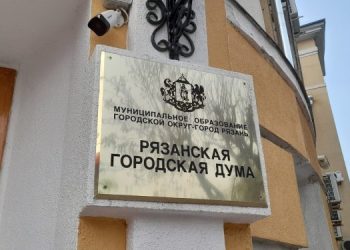 МУНИЦИПАЛЬНОЕ ОБРАЗОВАНИЕ
ГОРОДСКОЙ ОКРУГ-ГОРОД РЯЗАНЬ
РЯЗАНСКАЯ
ГОРОДСКАЯ ДУМА